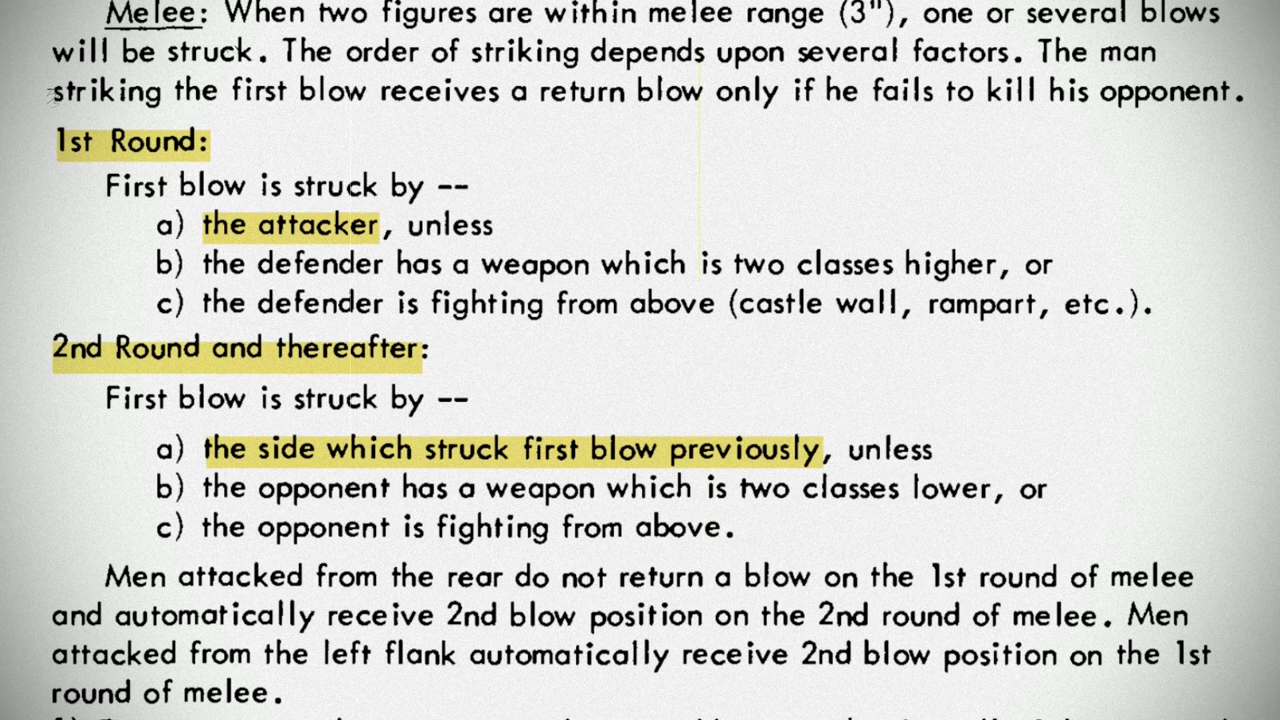 Melee: When two figures are within melee range (3"), one or several blows
will be struck. The order of striking depends upon several factors. The man
striking the first blow receives a return blow only if he fails to kill his opponent.
1st Round:
First blow is struck by --
a) the attacker, unless
b) the defender has a weapon which is two classes higher, or
c) the defender is fighting from above (castle wall, rampart, etc.).
2nd Round and thereafter:
First blow is struck by --
a) the side which struck first blow previously, unless
b) the opponent has a weapon which is two classes lower, or
c) the opponent is fighting from above.
Men attacked from the rear do not return a blow on the 1st round of melee
and automatically receive 2nd blow position on the 2nd round of melee. Men
attacked from the left flank automatically receive 2nd blow position on the 1st
round of melee.